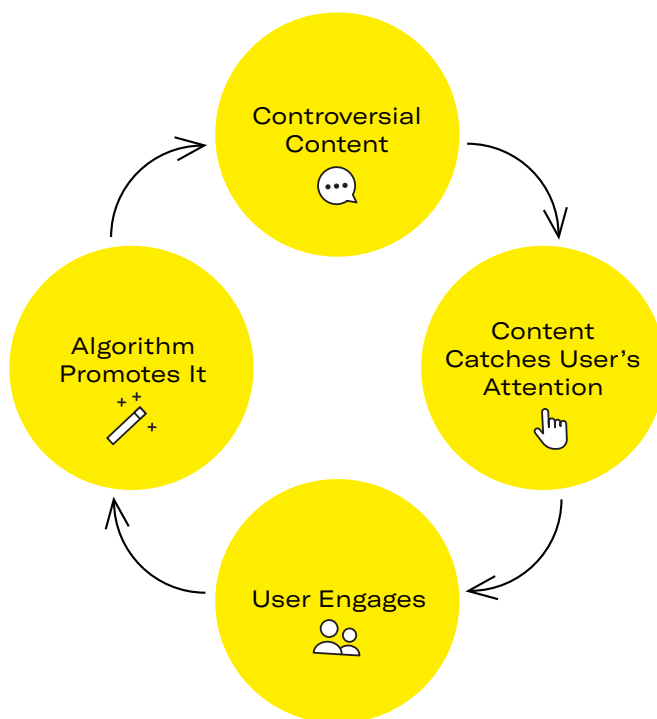 Controversial
Content
Content
Catches User's
Attention
User Engages
Algorithm
Promotes It